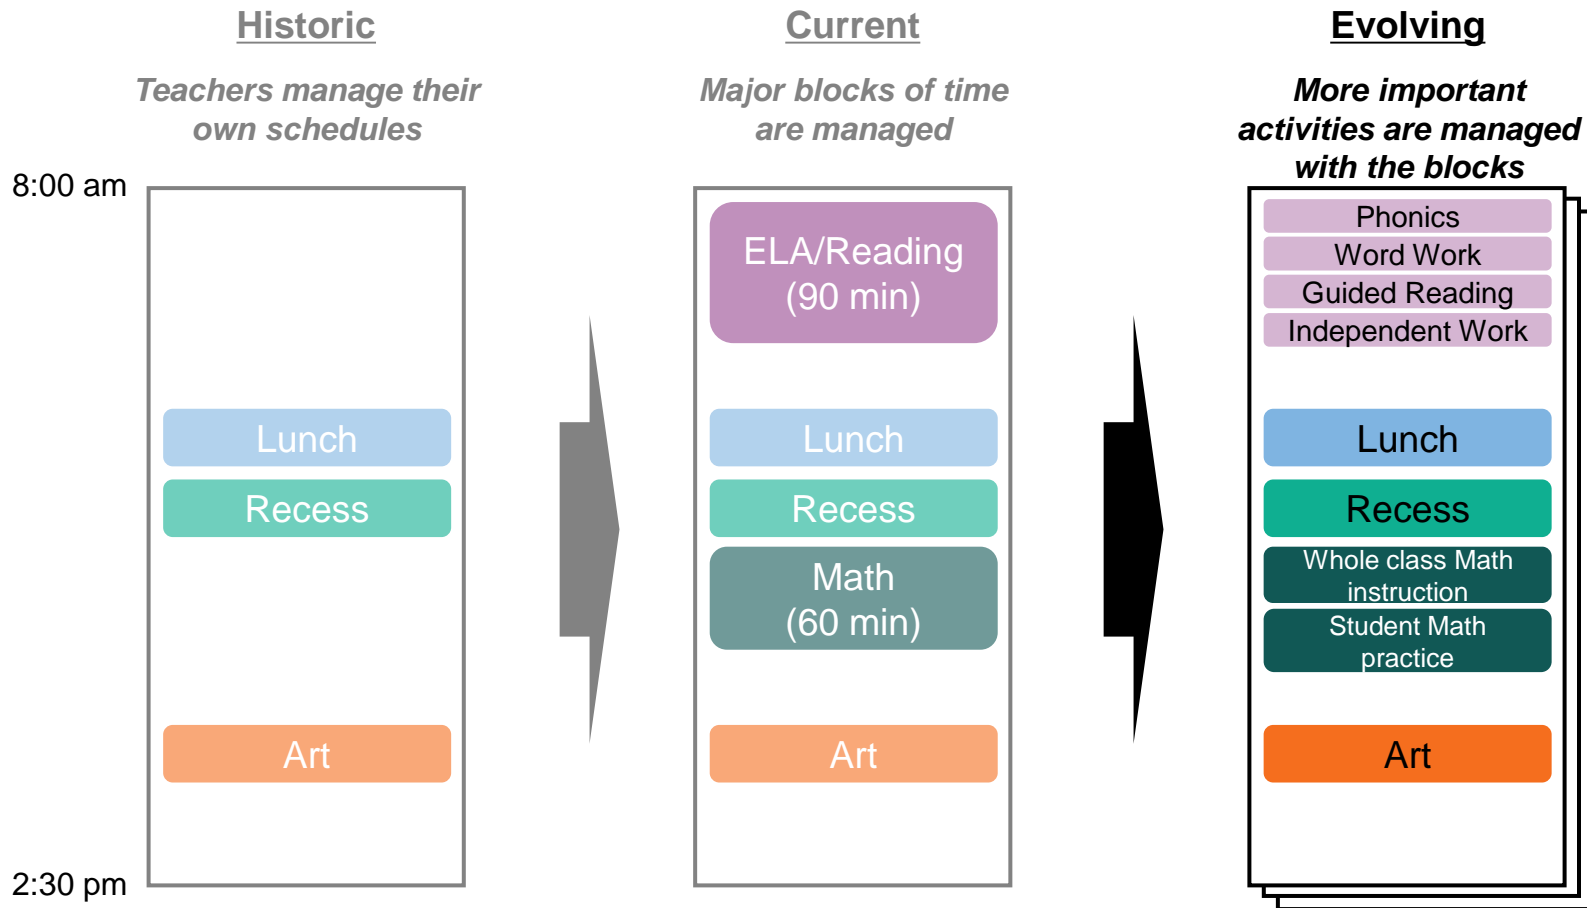 Historic
Teachers manage their
own schedules
Current
Major blocks of time
are managed
Evolving
More important
activities are managed
with the blocks
8:00 am
2:30 pm
Lunch
Recess
Art
ELA/Reading
(90 min)
Lunch
Recess
Math
(60 min)
Art
Phonics
Word Work
Guided Reading
Independent Work
Lunch
Recess
Whole class Math
instruction
Student Math
practice
Art